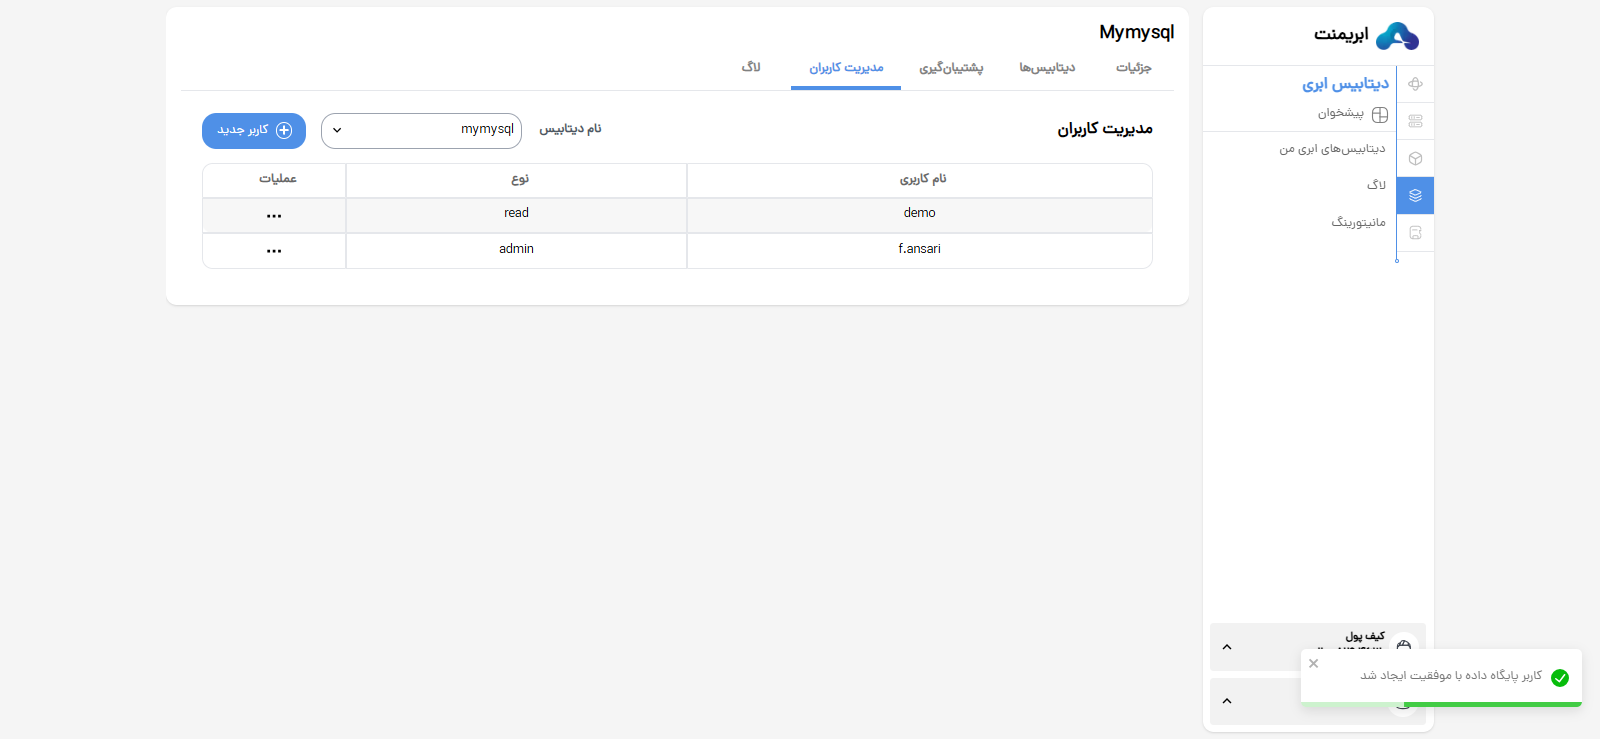 ابریمنت
دیتابیس ابری
پیشخوان
دیتابیس‌های ابری من
لاگ
مانیتورینگ
Mymysql
جزئیات
دیتابیس‌ها
پشتیبان‌گیری
مدیریت کاربران
لاگ
مدیریت کاربران
نام دیتابیس
mymysql
کاربر جدید
نام کاربری
نوع
عملیات
demo
read
f.ansari
admin
کیف پول
کاربر پایگاه داده با موفقیت ایجاد شد